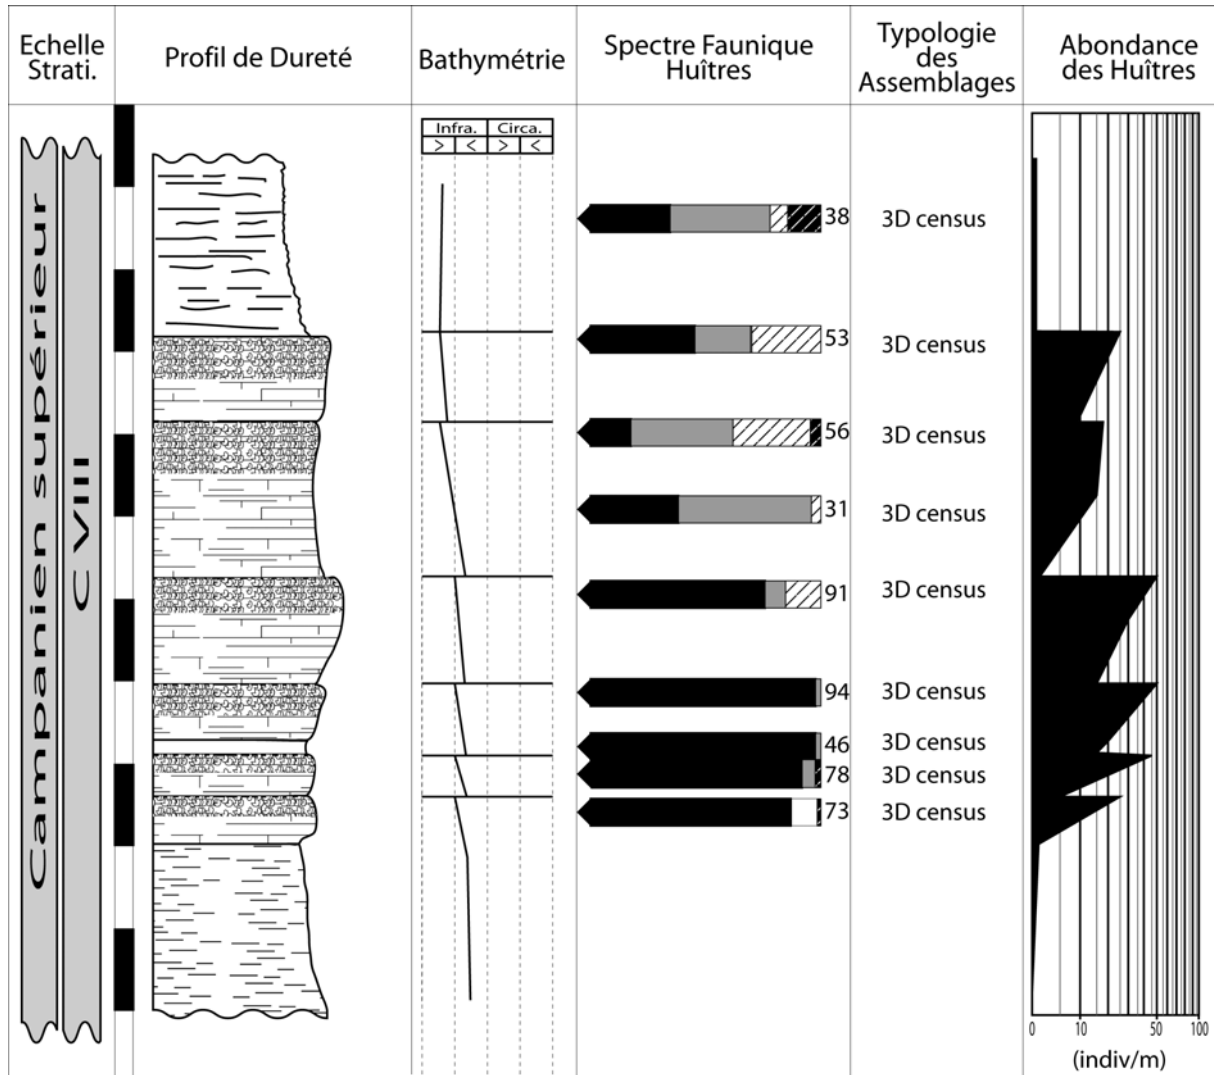 Echelle
Strati.
Profil de Dureté
Bathymétrie
Spectre Faunique
Huîtres
Typologie
des
Assemblages
Abondance
des Huîtres
Infra. Circa.
> < > <
Campanien supérieur
C VIII
38 3D census
53 3D census
56 3D census
31 3D census
91 3D census
94 3D census
46 3D census
78 3D census
73 3D census
0 10 50 100
(indiv/m)